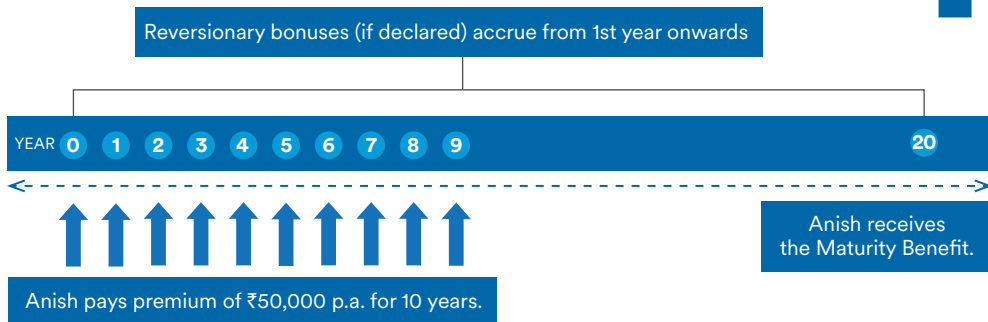 Reversionary bonuses (if declared) accrue from 1st year onwards
YEAR 0 1 2 3 4 5 6 7 8 9 20
Anish receives
the Maturity Benefit.
Anish pays premium of ₹50,000 p.a. for 10 years.